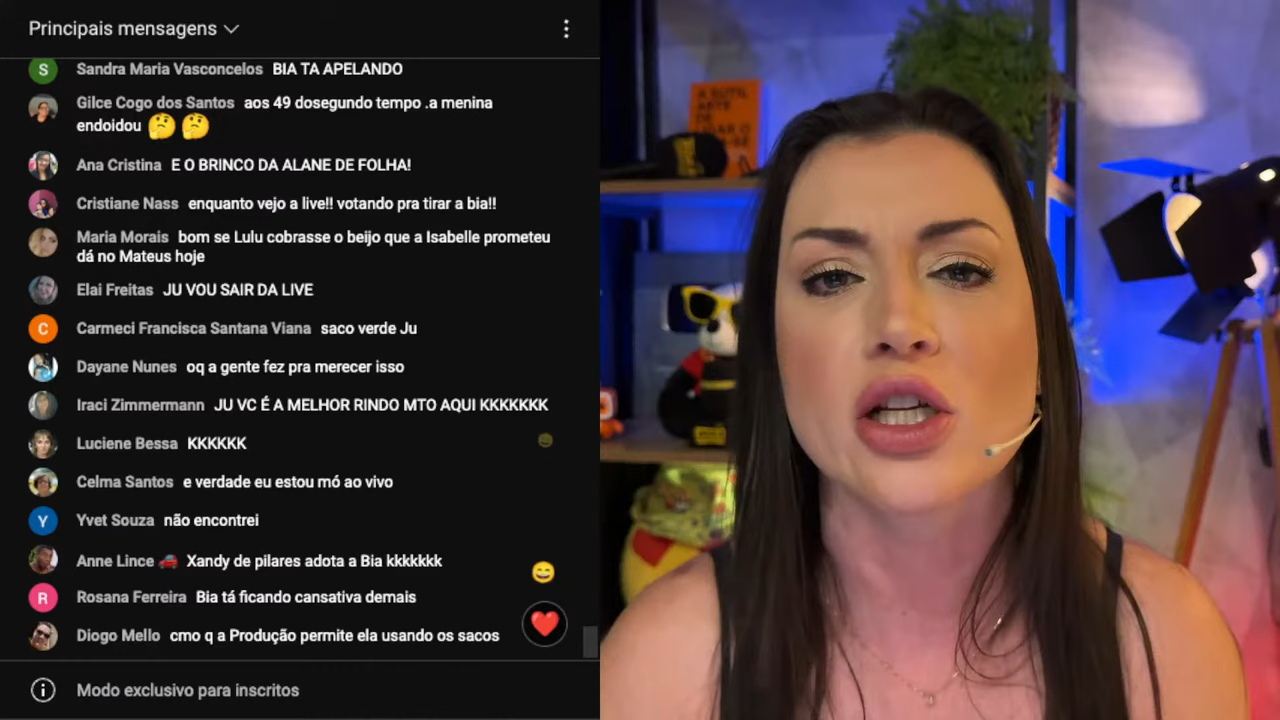 Principais mensagens
S Sandra Maria Vasconcelos BIA TA APELANDO
Gilce Cogo dos Santos aos 49 dosegundo tempo .a menina
endoidou 🤔 🤔
Ana Cristina E O BRINCO DA ALANE DE FOLHA!
Cristiane Nass enquanto vejo a live!! votando pra tirar a bia!!
Maria Morais bom se Lulu cobrasse o beijo que a Isabelle prometeu
dá no Mateus hoje
Elai Freitas JU VOU SAIR DA LIVE
C Carmeci Francisca Santana Viana saco verde Ju
Dayane Nunes oq a gente fez pra merecer isso
Iraci Zimmermann JU VC É A MELHOR RINDO MTO AQUI KKKKKKK
Luciene Bessa KKKKKK
Celma Santos e verdade eu estou mó ao vivo
Y Yvet Souza não encontrei
Anne Lince 🚗 Xandy de pilares adota a Bia kkkkkkk
R Rosana Ferreira Bia tá ficando cansativa demais
Diogo Mello cmo q a Produção permite ela usando os sacos
Modo exclusivo para inscritos
A SUTIL
ARTE
DE